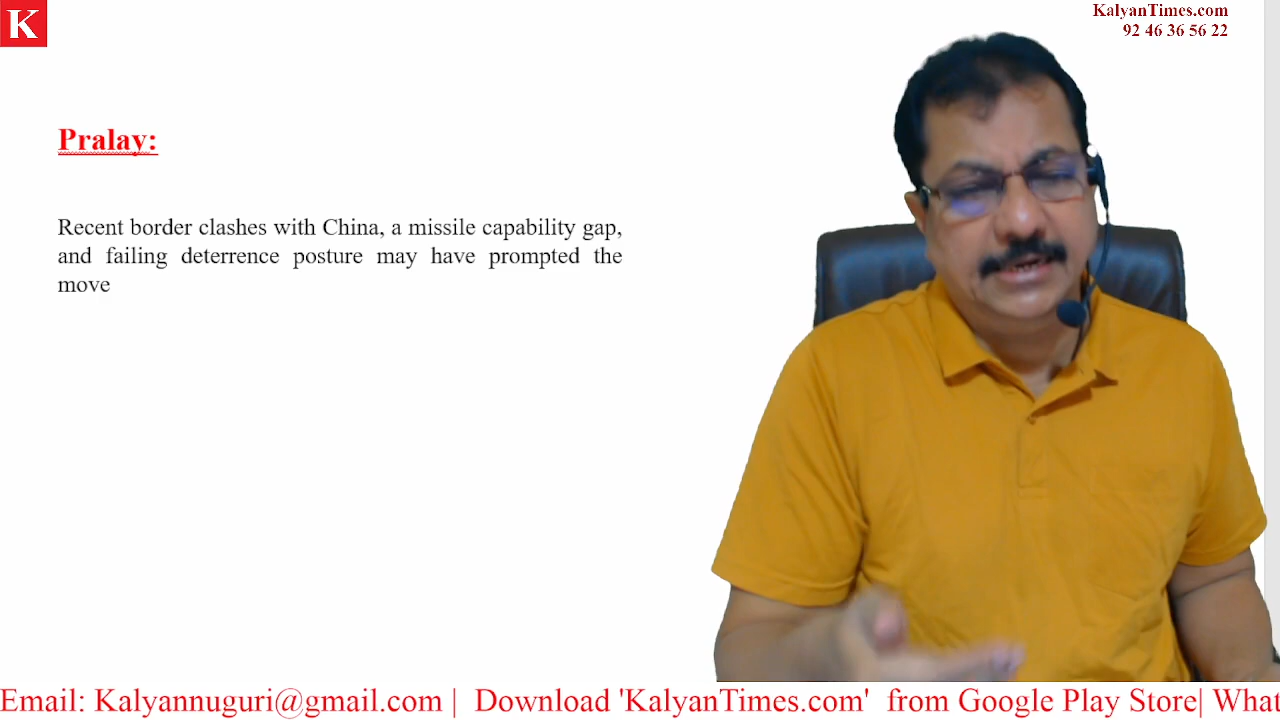 K
KalyanTimes.com
92 46 36 56 22
Pralay:
Recent border clashes with China, a missile capability gap,
and failing deterrence posture may have prompted the
move
Email: Kalyannuguri@gmail.com | Download 'KalyanTimes.com' from Google Play Store| What